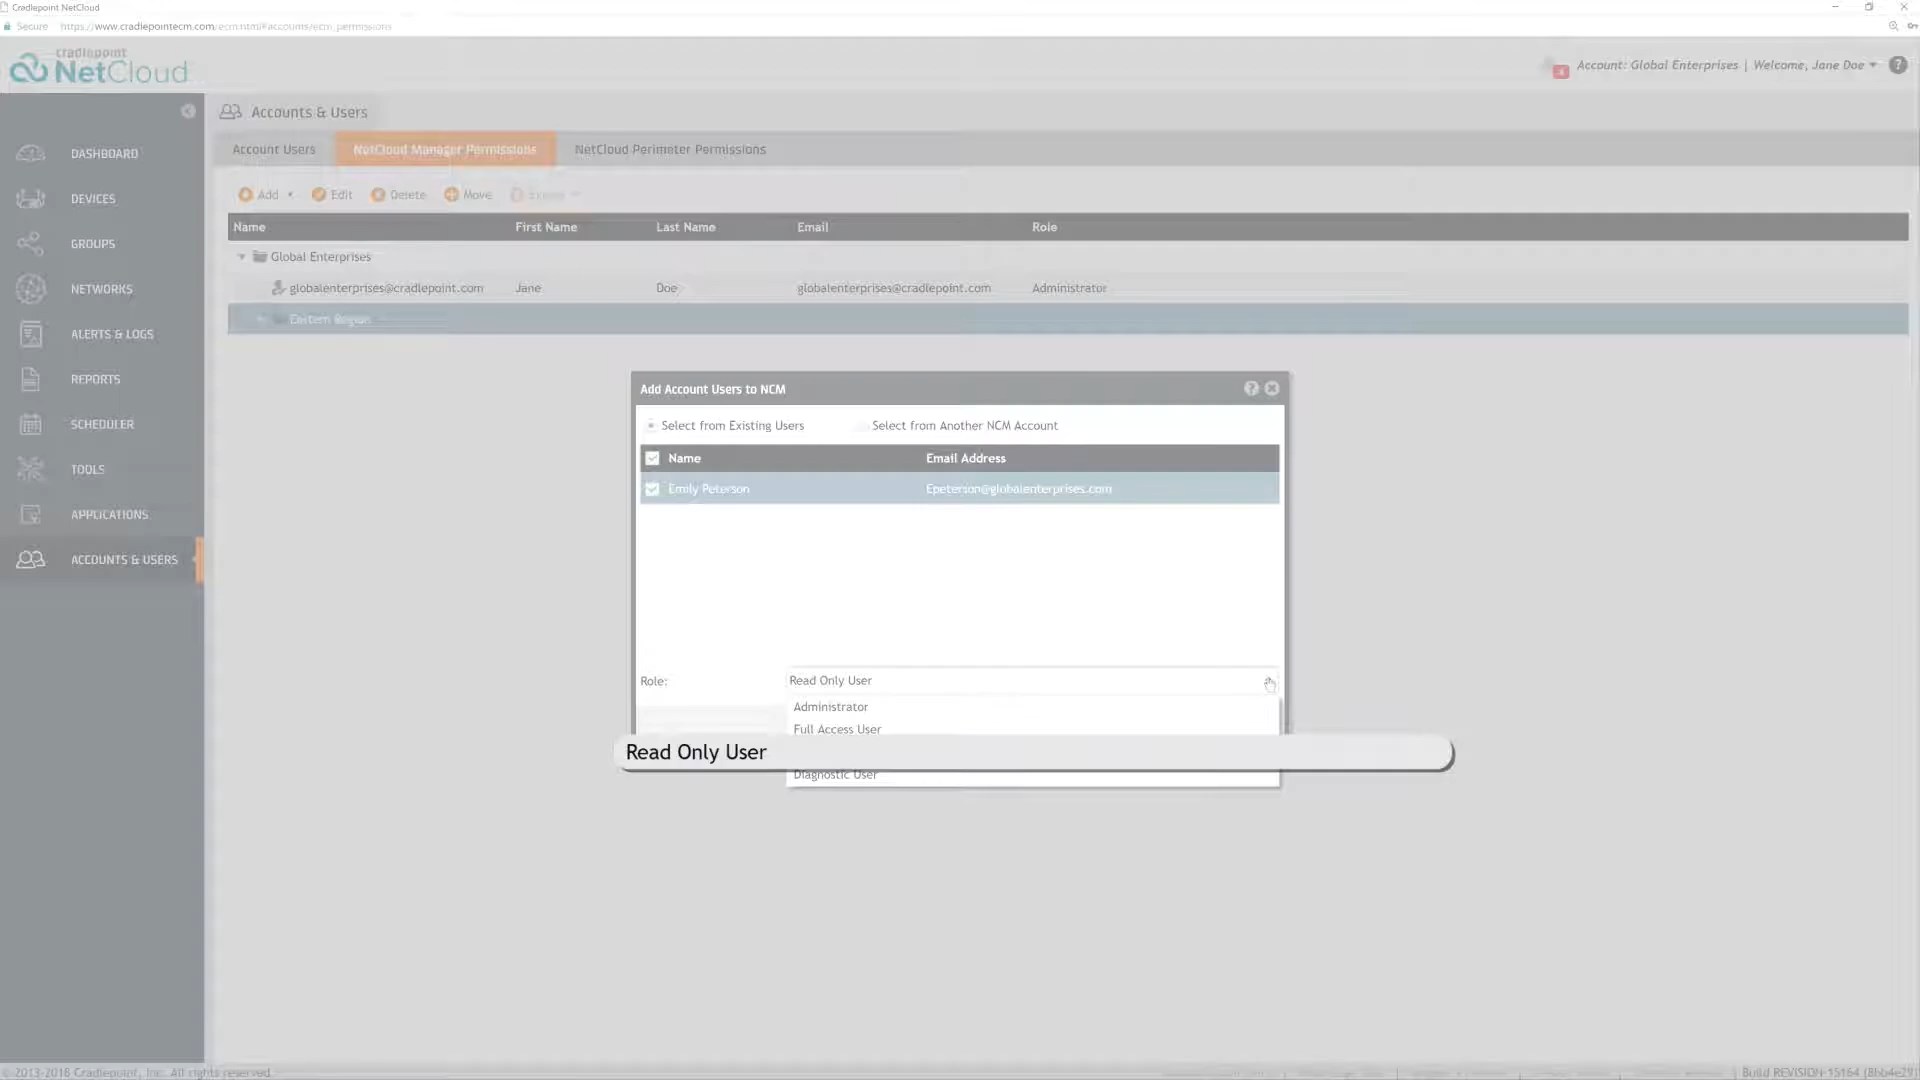 Cradlepoint NetCloud
Secure https://www.cradlepointecm.com/ecm.html#accounts/ecm_permissions
cradlepoint
NetCloud
Account: Global Enterprises | Welcome, Jane Doe
Accounts & Users
Account Users NetCloud Manager Permissions NetCloud Perimeter Permissions
Add Edit Delete Move
Name First Name Last Name Email Role
Global Enterprises
globalenterprises@cradlepoint.com Jane Doe globalenterprises@cradlepoint.com Administrator
Eastern Region
DASHBOARD
DEVICES
GROUPS
NETWORKS
ALERTS & LOGS
REPORTS
SCHEDULER
TOOLS
APPLICATIONS
ACCOUNTS & USERS
Add Account Users to NCM
Select from Existing Users Select from Another NCM Account
Name Email Address
Emily Peterson Epeterson@globalenterprises.com
Role: Read Only User
Administrator
Full Access User
Read Only User
Diagnostic User
© 2013-2018 Cradlepoint, Inc. All rights reserved.
Build REVISION-15164 (8bb4e29)